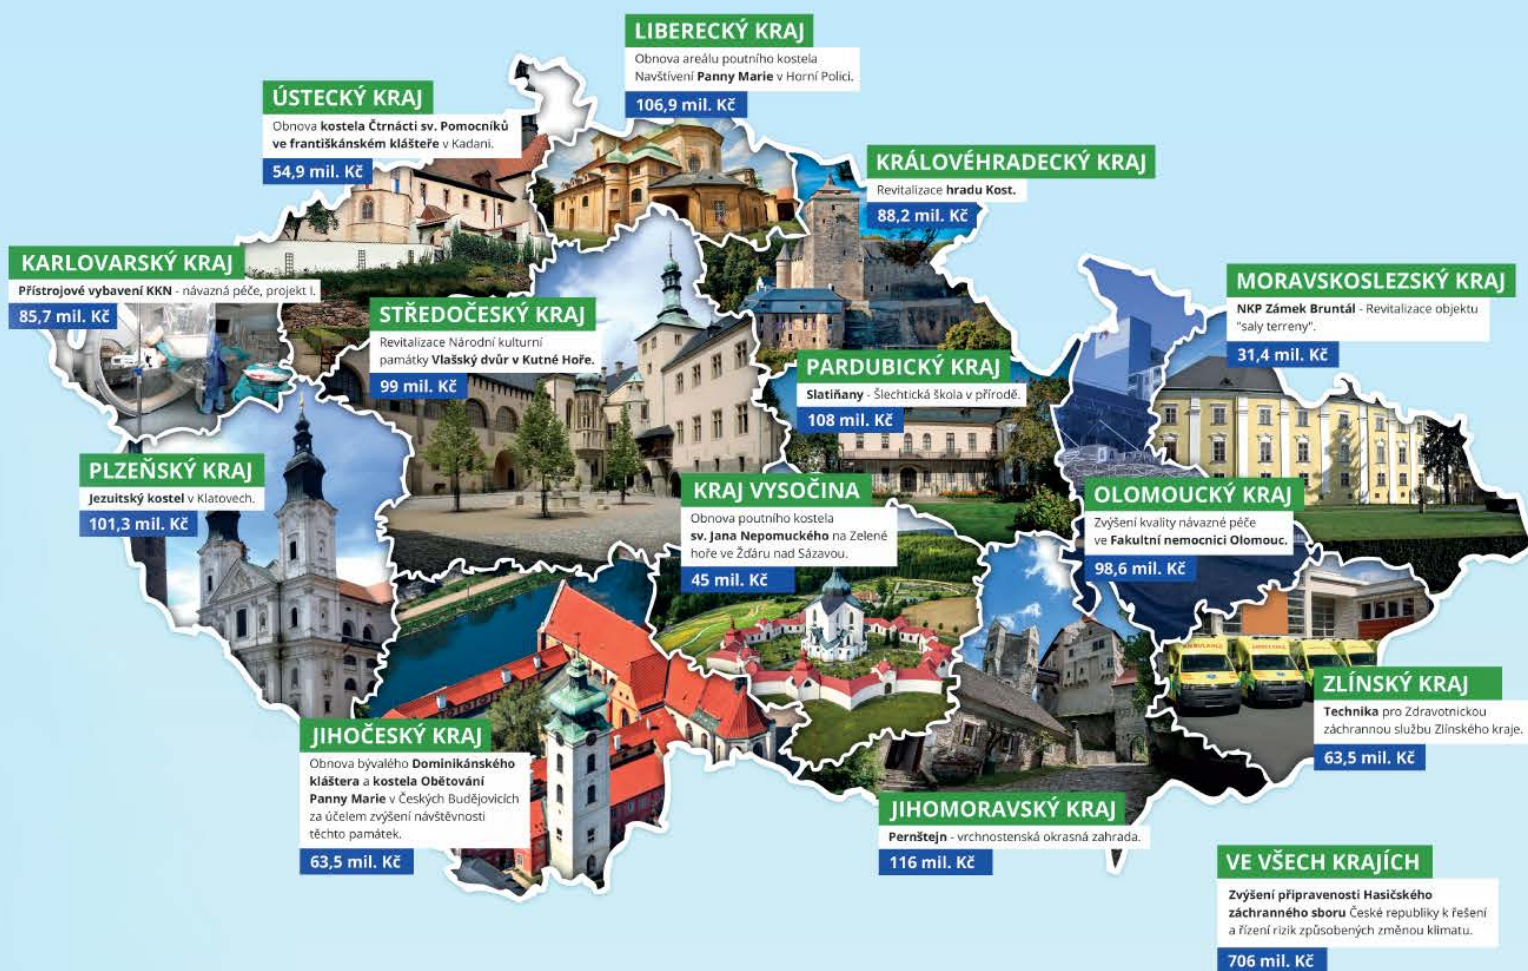 LIBERECKÝ KRAJ
Obnova areálu poutního kostela
Navštívení Panny Marie v Horní Polici.
106,9 mil. Kč
ÚSTECKÝ KRAJ
Obnova kostela Čtrnácti sv. Pomocníků
ve františkánském klášteře v Kadani.
54,9 mil. Kč
KRÁLOVÉHRADECKÝ KRAJ
Revitalizace hradu Kost.
88,2 mil. Kč
KARLOVARSKÝ KRAJ
Přístrojové vybavení KKN - návazná péče, projekt I.
85,7 mil. Kč
STŘEDOČESKÝ KRAJ
Revitalizace Národní kulturní
památky Vlašský dvůr v Kutné Hoře.
99 mil. Kč
MORAVSKOSLEZSKÝ KRAJ
NKP Zámek Bruntál - Revitalizace objektu
"saly terreny".
31,4 mil. Kč
PARDUBICKÝ KRAJ
Slatiňany - Šlechtická škola v přírodě.
108 mil. Kč
PLZEŇSKÝ KRAJ
Jezuitský kostel v Klatovech.
101,3 mil. Kč
KRAJ VYSOČINA
Obnova poutního kostela
sv. Jana Nepomuckého na Zelené
hoře ve Žďáru nad Sázavou.
45 mil. Kč
OLOMOUCKÝ KRAJ
Zvýšení kvality návazné péče
ve Fakultní nemocnici Olomouc.
98,6 mil. Kč
AMBULANCE
ZLÍNSKÝ KRAJ
Technika pro Zdravotnickou
záchrannou službu Zlínského kraje.
63,5 mil. Kč
JIHOČESKÝ KRAJ
Obnova bývalého Dominikánského
kláštera a kostela Obětování
Panny Marie v Českých Budějovicích
za účelem zvýšení návštěvnosti
těchto památek.
63,5 mil. Kč
JIHOMORAVSKÝ KRAJ
Pernštejn - vrchnostenská okrasná zahrada.
116 mil. Kč
VE VŠECH KRAJÍCH
Zvýšení připravenosti Hasičského
záchranného sboru České republiky k řešení
a řízení rizik způsobených změnou klimatu.
706 mil. Kč